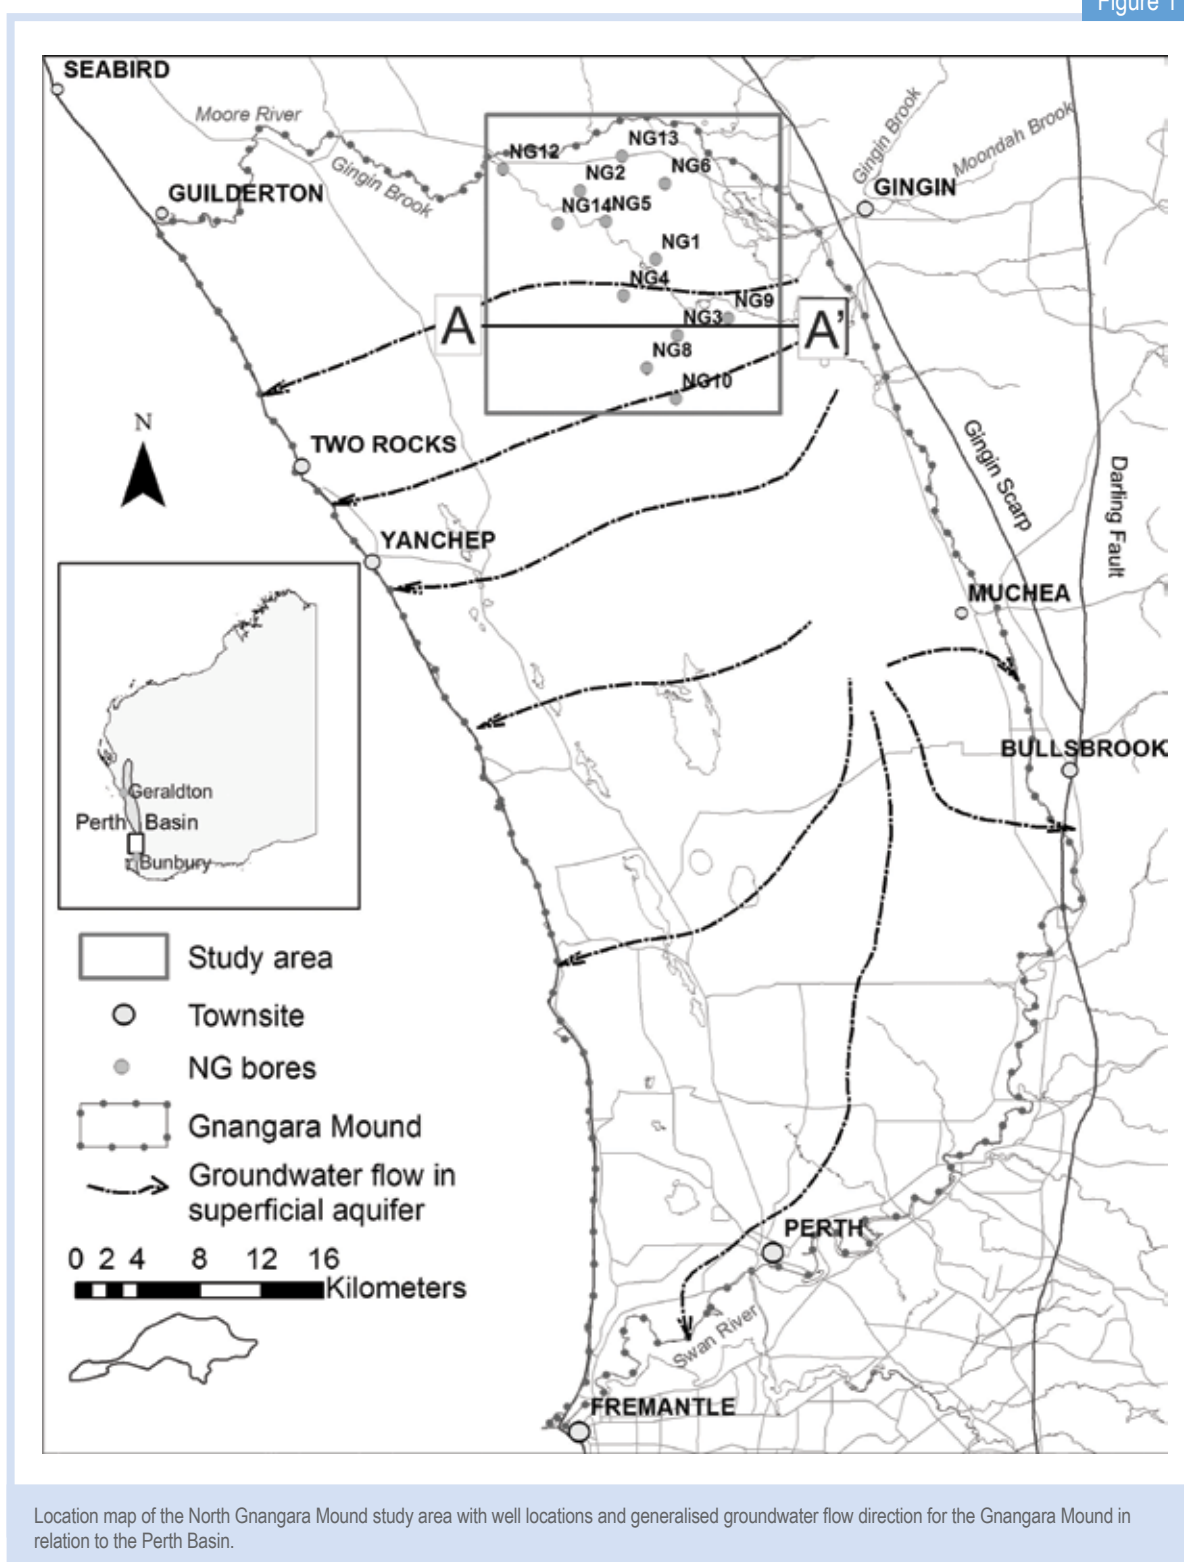 Figure 1
SEABIRD
Moore River
Gingin Brook
GUILDERTON
NG12
NG13
NG2
NG6
NG14
NG5
NG1
NG4
NG9
NG3
NG8
NG10
A
A'
Gingin Brook
Moondah Brook
GINGIN
Gingin Scarp
Darling Fault
N
TWO ROCKS
YANCHEP
MUCHEA
BULLSBROOK
Geraldton
Perth Basin
Bunbury
Study area
Townsite
NG bores
Gnangara Mound
Groundwater flow in
superficial aquifer
0 2 4 8 12 16
Kilometers
PERTH
Swan River
FREMANTLE
Location map of the North Gnangara Mound study area with well locations and generalised groundwater flow direction for the Gnangara Mound in
relation to the Perth Basin.